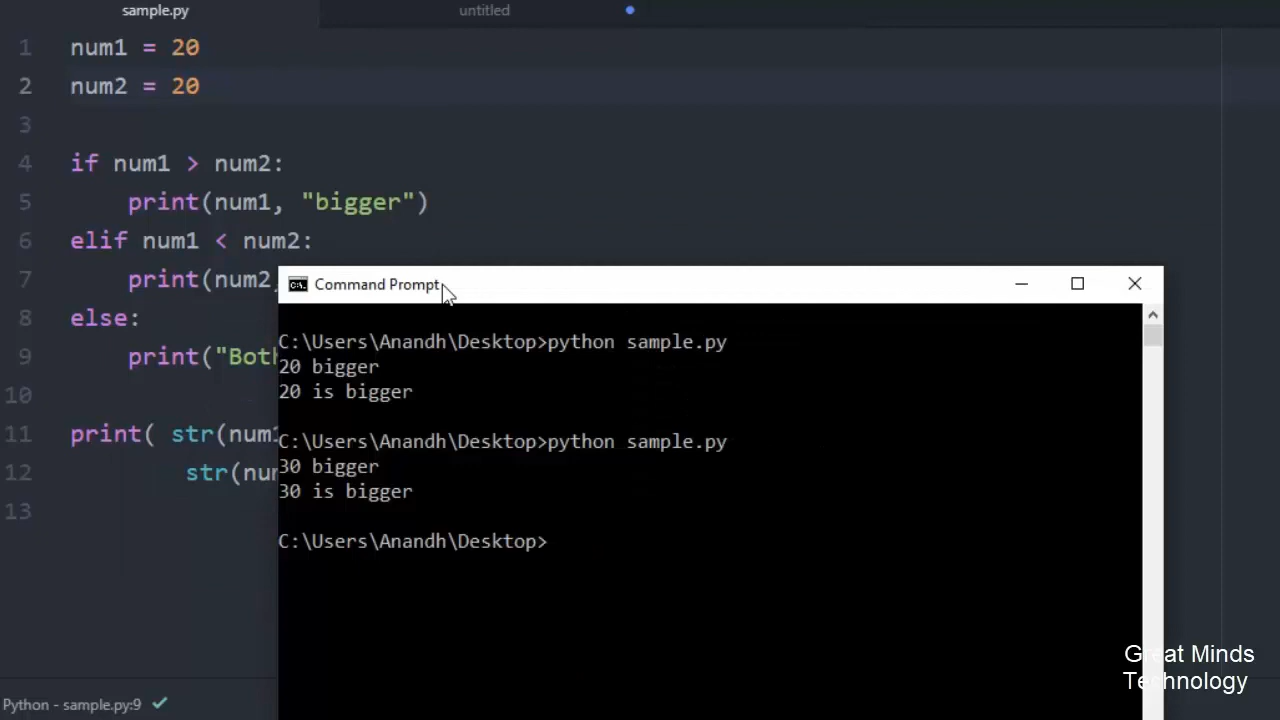 sample.py
untitled
1 num1 = 20
2 num2 = 20
3
4 if num1 > num2:
5 print(num1, "bigger")
6 elif num1 < num2:
7 print(num2,
8 else:
9 print("Both
10
11 print( str(num1
12 str(num
13
Command Prompt
C:\Users\Anandh\Desktop>python sample.py
20 bigger
20 is bigger
C:\Users\Anandh\Desktop>python sample.py
30 bigger
30 is bigger
C:\Users\Anandh\Desktop>
Great Minds
Technology
Python - sample.py:9